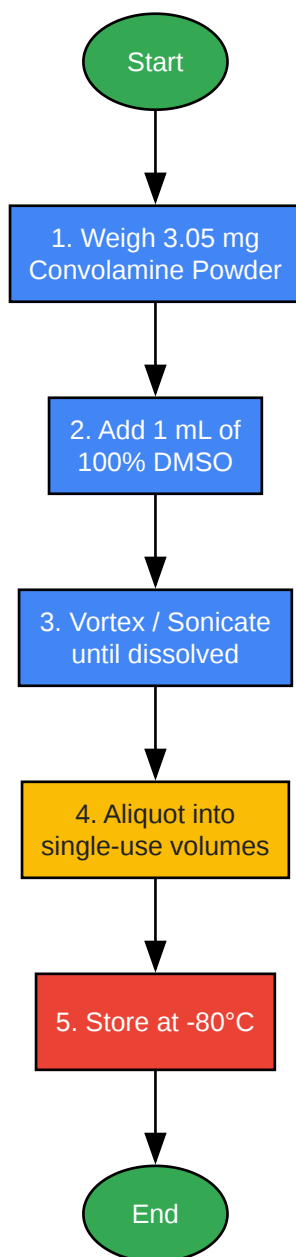 Start
1. Weigh 3.05 mg
Convolamine Powder
2. Add 1 mL of
100% DMSO
3. Vortex / Sonicate
until dissolved
4. Aliquot into
single-use volumes
5. Store at -80°C
End